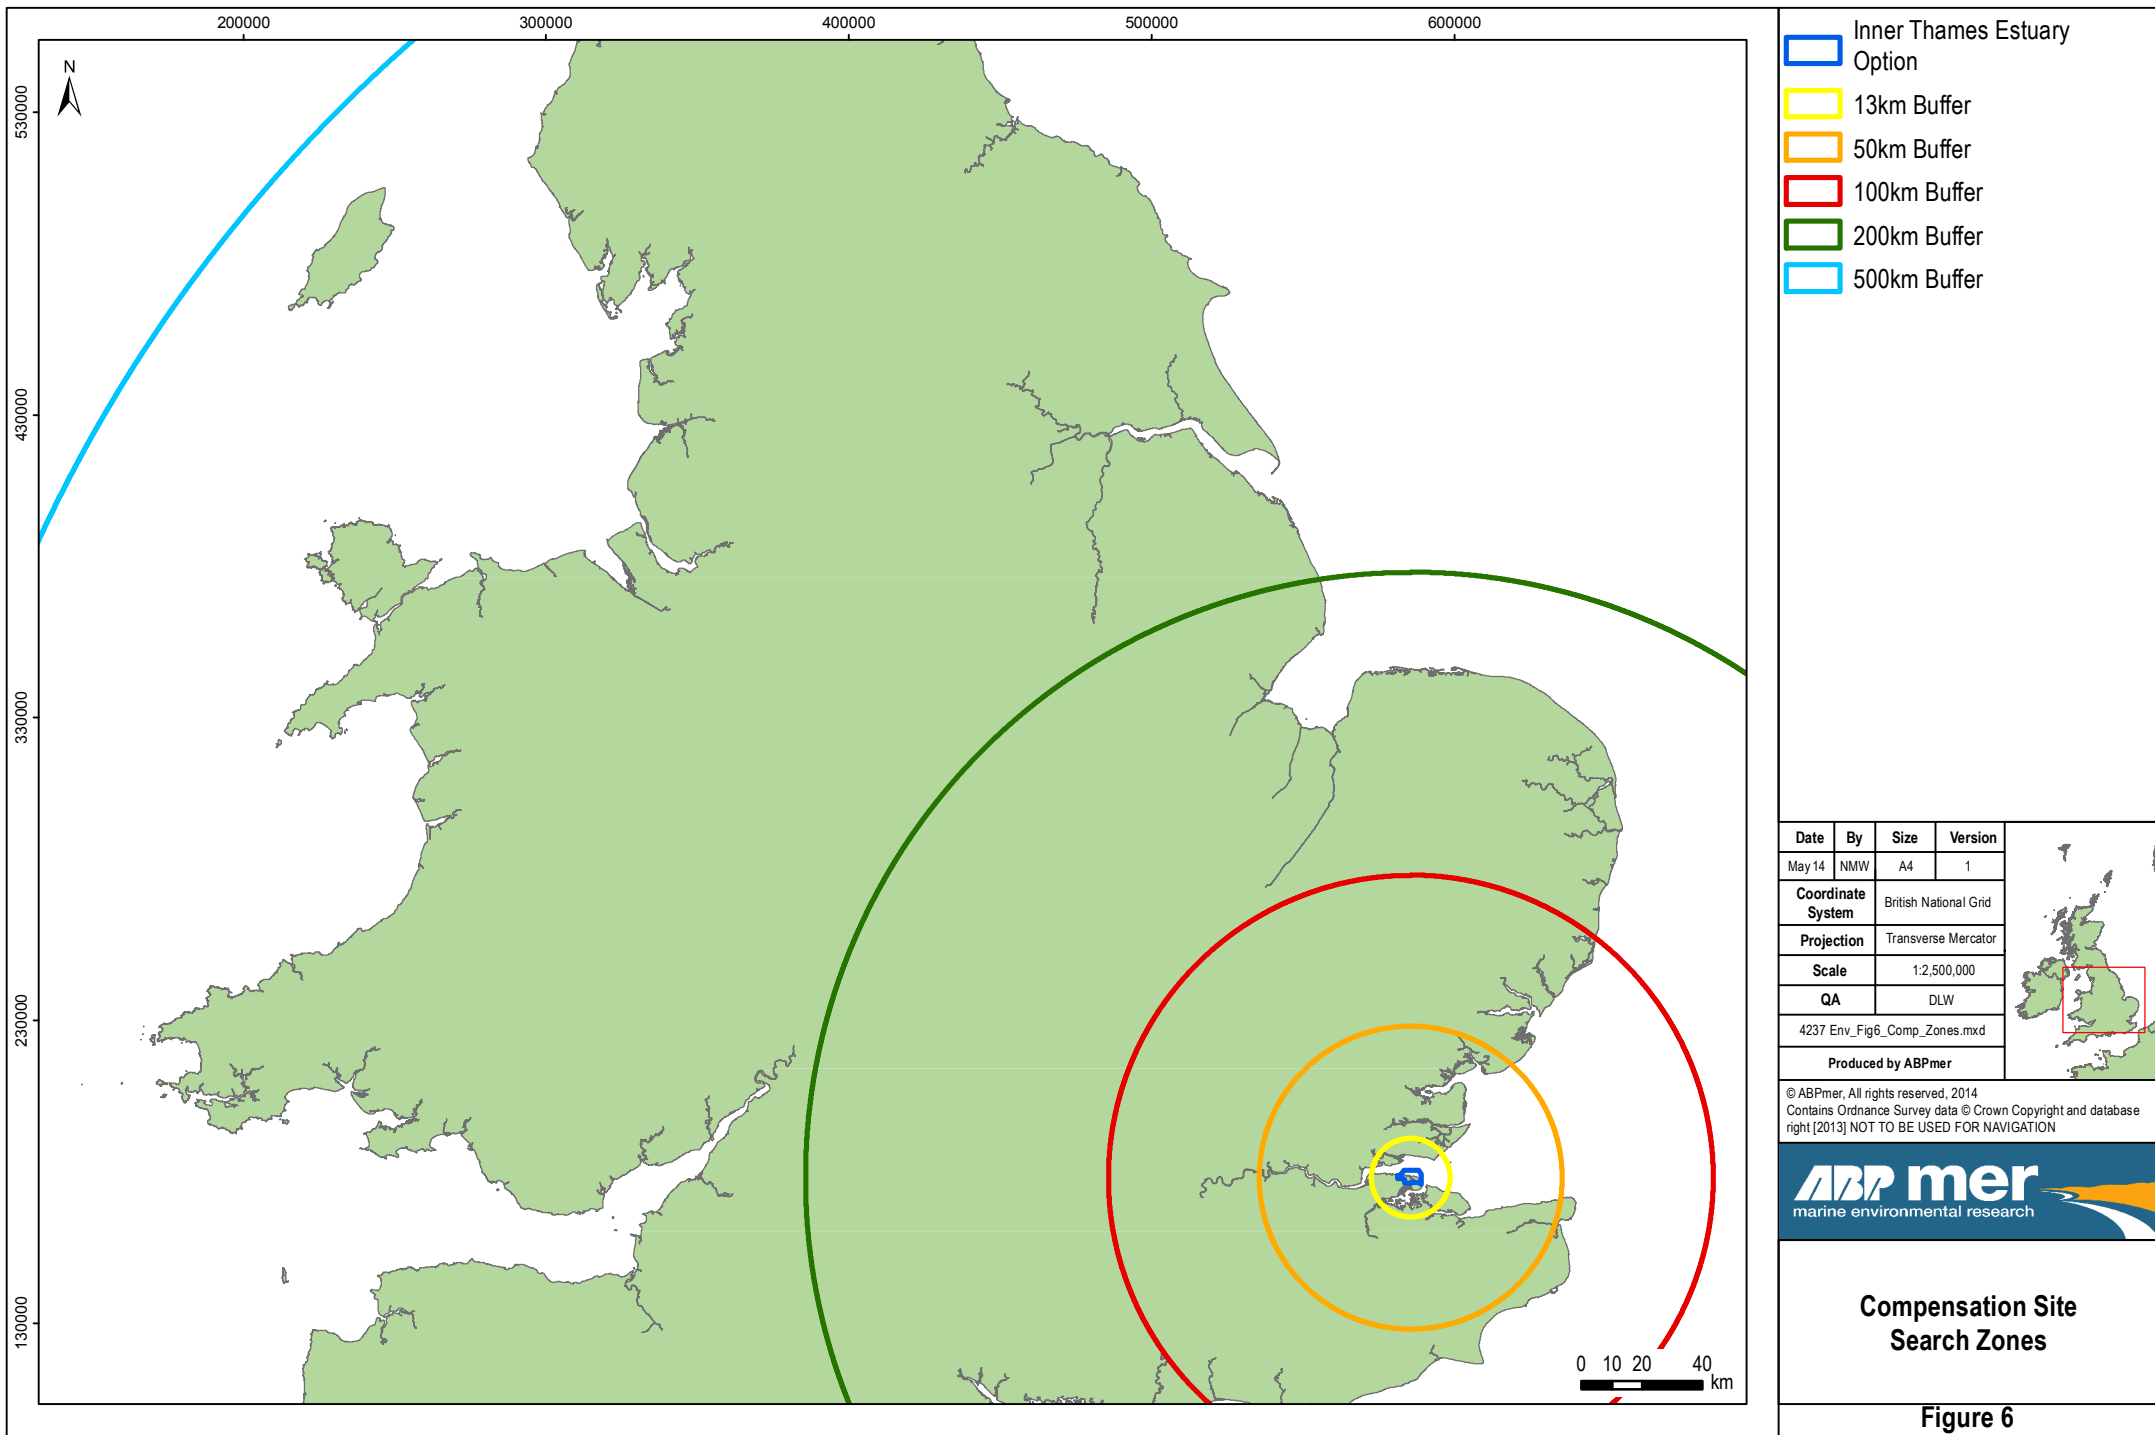 200000
300000
400000
500000
600000
530000
430000
330000
230000
130000
N
0 10 20 40
km
Inner Thames Estuary
Option
13km Buffer
50km Buffer
100km Buffer
200km Buffer
500km Buffer
Date By Size Version
May 14 NMW A4 1
Coordinate
System
British National Grid
Projection Transverse Mercator
Scale 1:2,500,000
QA DLW
4237 Env_Fig6_Comp_Zones.mxd
Produced by ABPmer
© ABPmer, All rights reserved, 2014
Contains Ordnance Survey data © Crown Copyright and database
right [2013] NOT TO BE USED FOR NAVIGATION
ABP mer
marine environmental research
Compensation Site
Search Zones
Figure 6